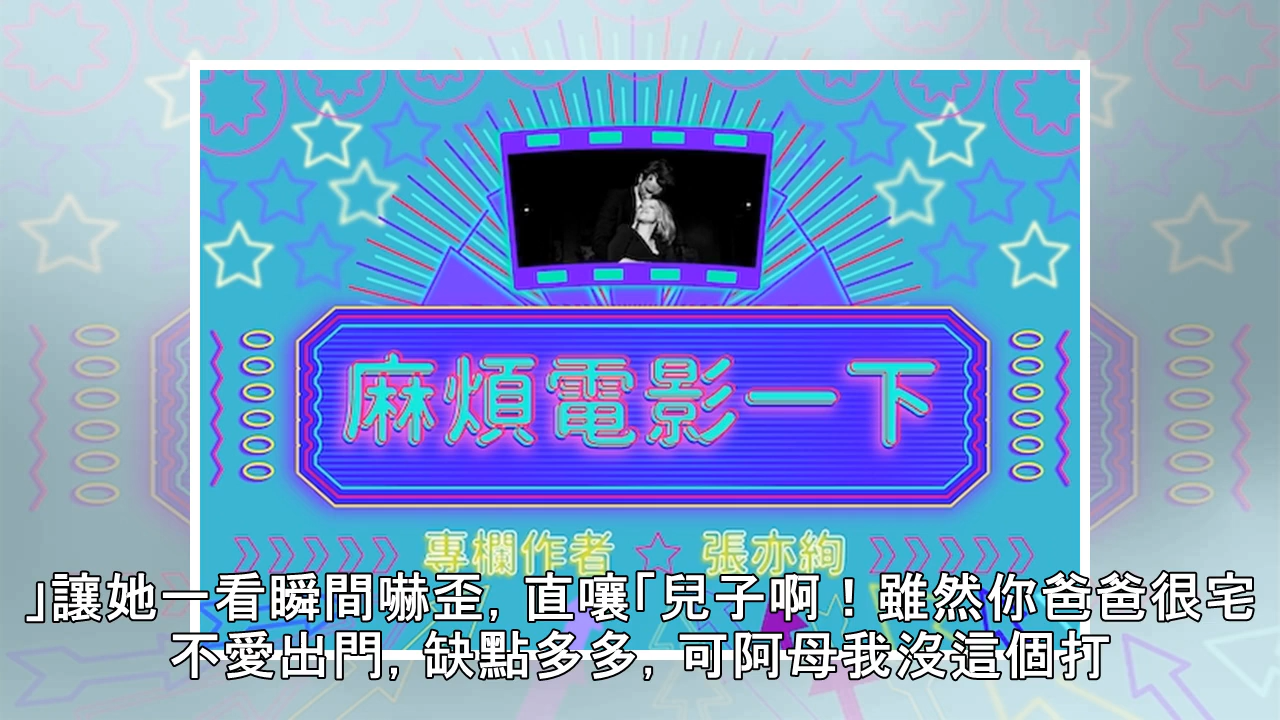 麻煩電影一下
專欄作者☆張亦絢
」讓她一看瞬間嚇歪, 直嚷「兒子啊！雖然你爸爸很宅
不愛出門, 缺點多多, 可阿母我沒這個打